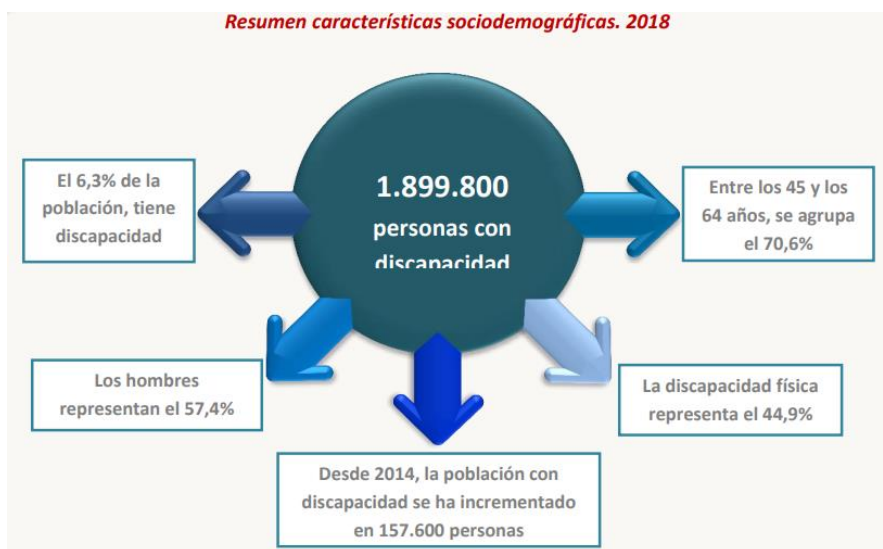 Resumen características sociodemográficas. 2018
El 6,3% de la
población, tiene
discapacidad
1.899.800
personas con
discapacidad
Entre los 45 y los
64 años, se agrupa
el 70,6%
Los hombres
representan el 57,4%
La discapacidad física
representa el 44,9%
Desde 2014, la población con
discapacidad se ha incrementado
en 157.600 personas